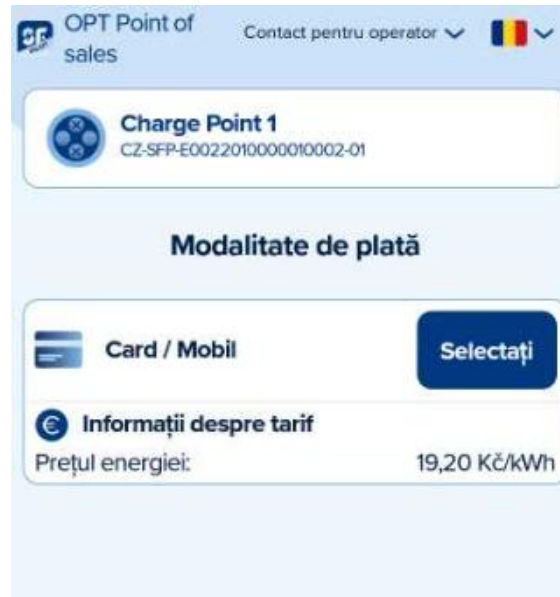 OPT Point of
sales
Contact pentru operator
Charge Point 1
CZ-SFP-E0022010000010002-01
Modalitate de plată
Card / Mobil
Selectați
Informații despre tarif
Prețul energiei:
19,20 Kč/kWh